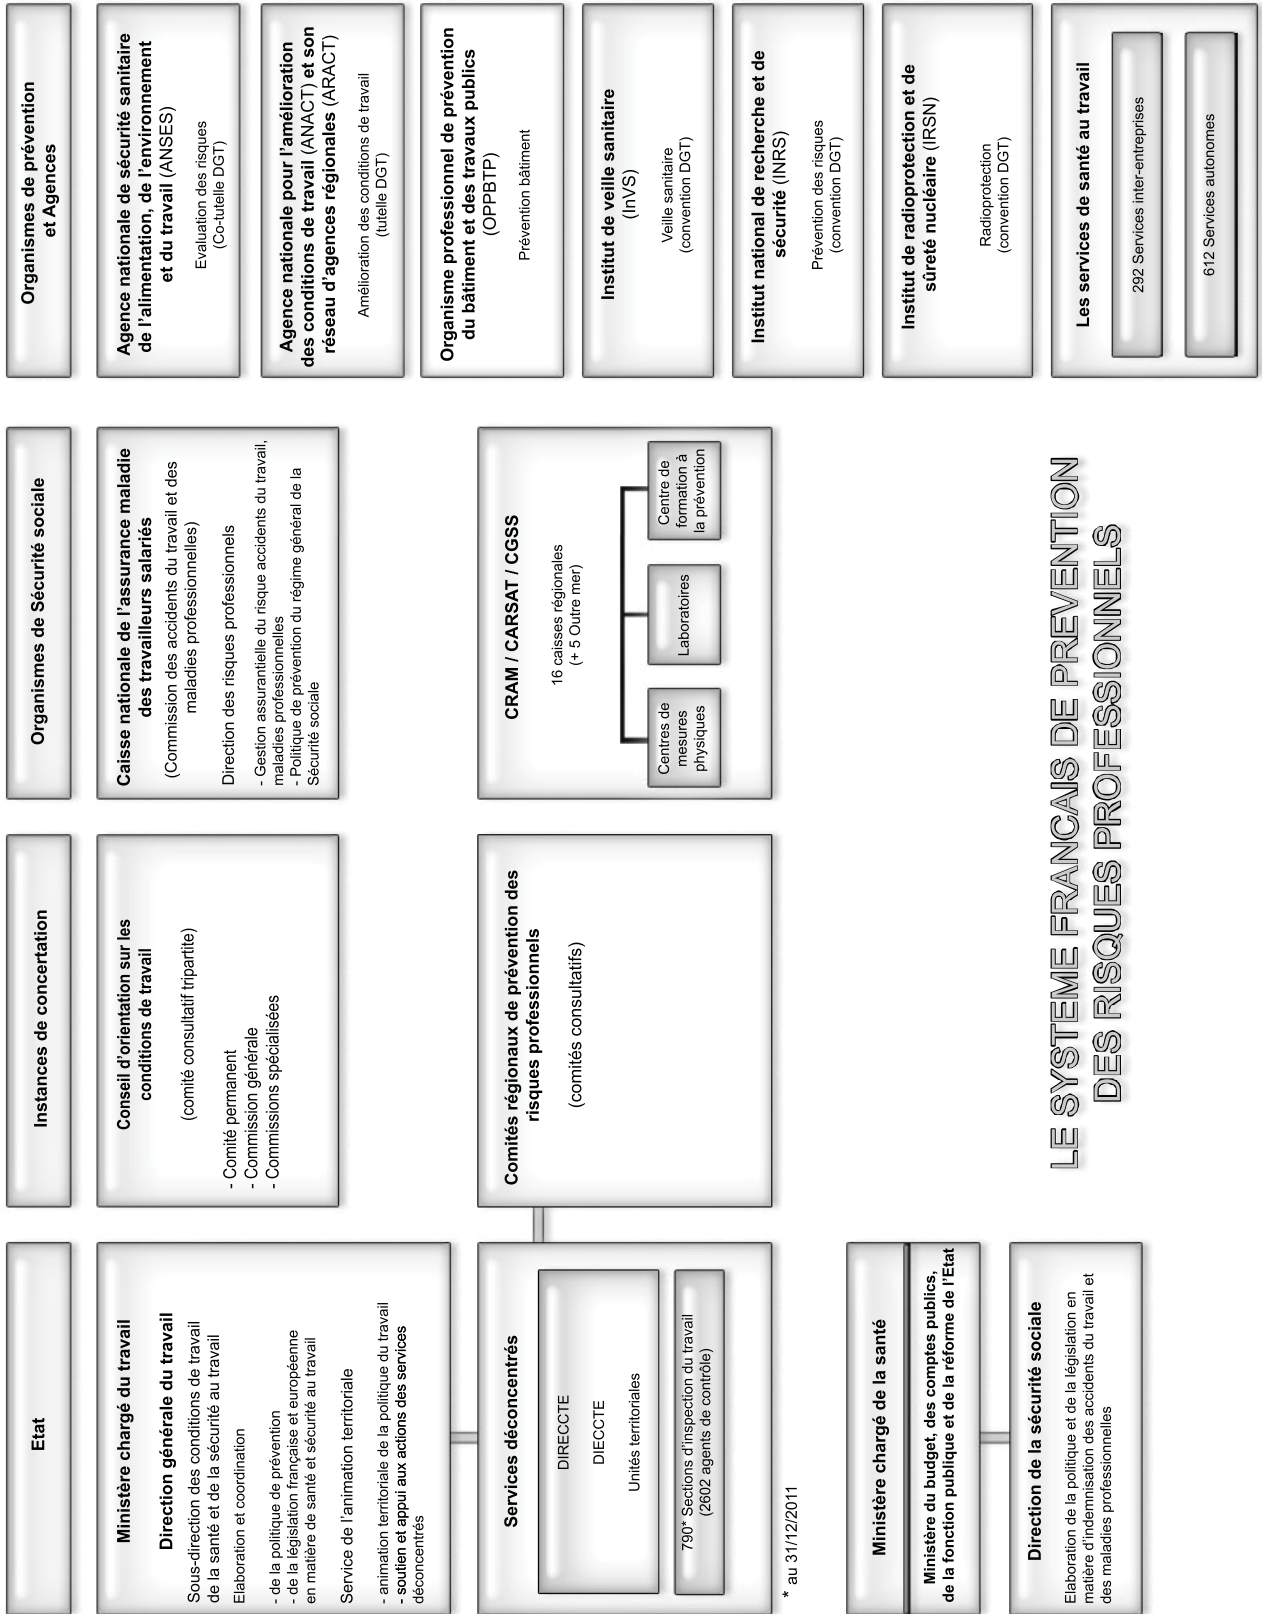 Etat
Ministère chargé du travail
Direction générale du travail
Sous-direction des conditions de travail
de la santé et de la sécurité au travail
Elaboration et coordination
- de la politique de prévention
- de la législation française et européenne
en matière de santé et sécurité au travail
Service de l'animation territoriale
- animation territoriale de la politique du travail
- soutien et appui aux actions des services
déconcentrés
Services déconcentrés
DIRECCTE
DIECCTE
Unités territoriales
790* Sections d'inspection du travail
(2602 agents de contrôle)
* au 31/12/2011
Ministère chargé de la santé
Ministère du budget, des comptes publics,
de la fonction publique et de la réforme de l'Etat
Direction de la sécurité sociale
Elaboration de la politique et de la législation en
matière d'indemnisation des accidents du travail et
des maladies professionnelles
Instances de concertation
Conseil d'orientation sur les
conditions de travail
(comité consultatif tripartite)
- Comité permanent
- Commission générale
- Commissions spécialisées
Comités régionaux de prévention des
risques professionnels
(comités consultatifs)
Organismes de Sécurité sociale
Caisse nationale de l'assurance maladie
des travailleurs salariés
(Commission des accidents du travail et des
maladies professionnelles)
Direction des risques professionnels
- Gestion assurantielle du risque accidents du travail,
maladies professionnelles
- Politique de prévention du régime général de la
Sécurité sociale
CRAM / CARSAT / CGSS
16 caisses régionales
(+ 5 Outre mer)
Centres de
mesures
physiques
Laboratoires
Centre de
formation à
la prévention
Organismes de prévention
et Agences
Agence nationale de sécurité sanitaire
de l'alimentation, de l'environnement
et du travail (ANSES)
Evaluation des risques
(Co-tutelle DGT)
Agence nationale pour l'amélioration
des conditions de travail (ANACT) et son
réseau d'agences régionales (ARACT)
Amélioration des conditions de travail
(tutelle DGT)
Organisme professionnel de prévention
du bâtiment et des travaux publics
(OPPBTP)
Prévention bâtiment
Institut de veille sanitaire
(InVS)
Veille sanitaire
(convention DGT)
Institut national de recherche et de
sécurité (INRS)
Prévention des risques
(convention DGT)
Institut de radioprotection et de
sûreté nucléaire (IRSN)
Radioprotection
(convention DGT)
Les services de santé au travail
292 Services inter-entreprises
612 Services autonomes
LE SYSTEME FRANCAIS DE PREVENTION
DES RISQUES PROFESSIONNELS